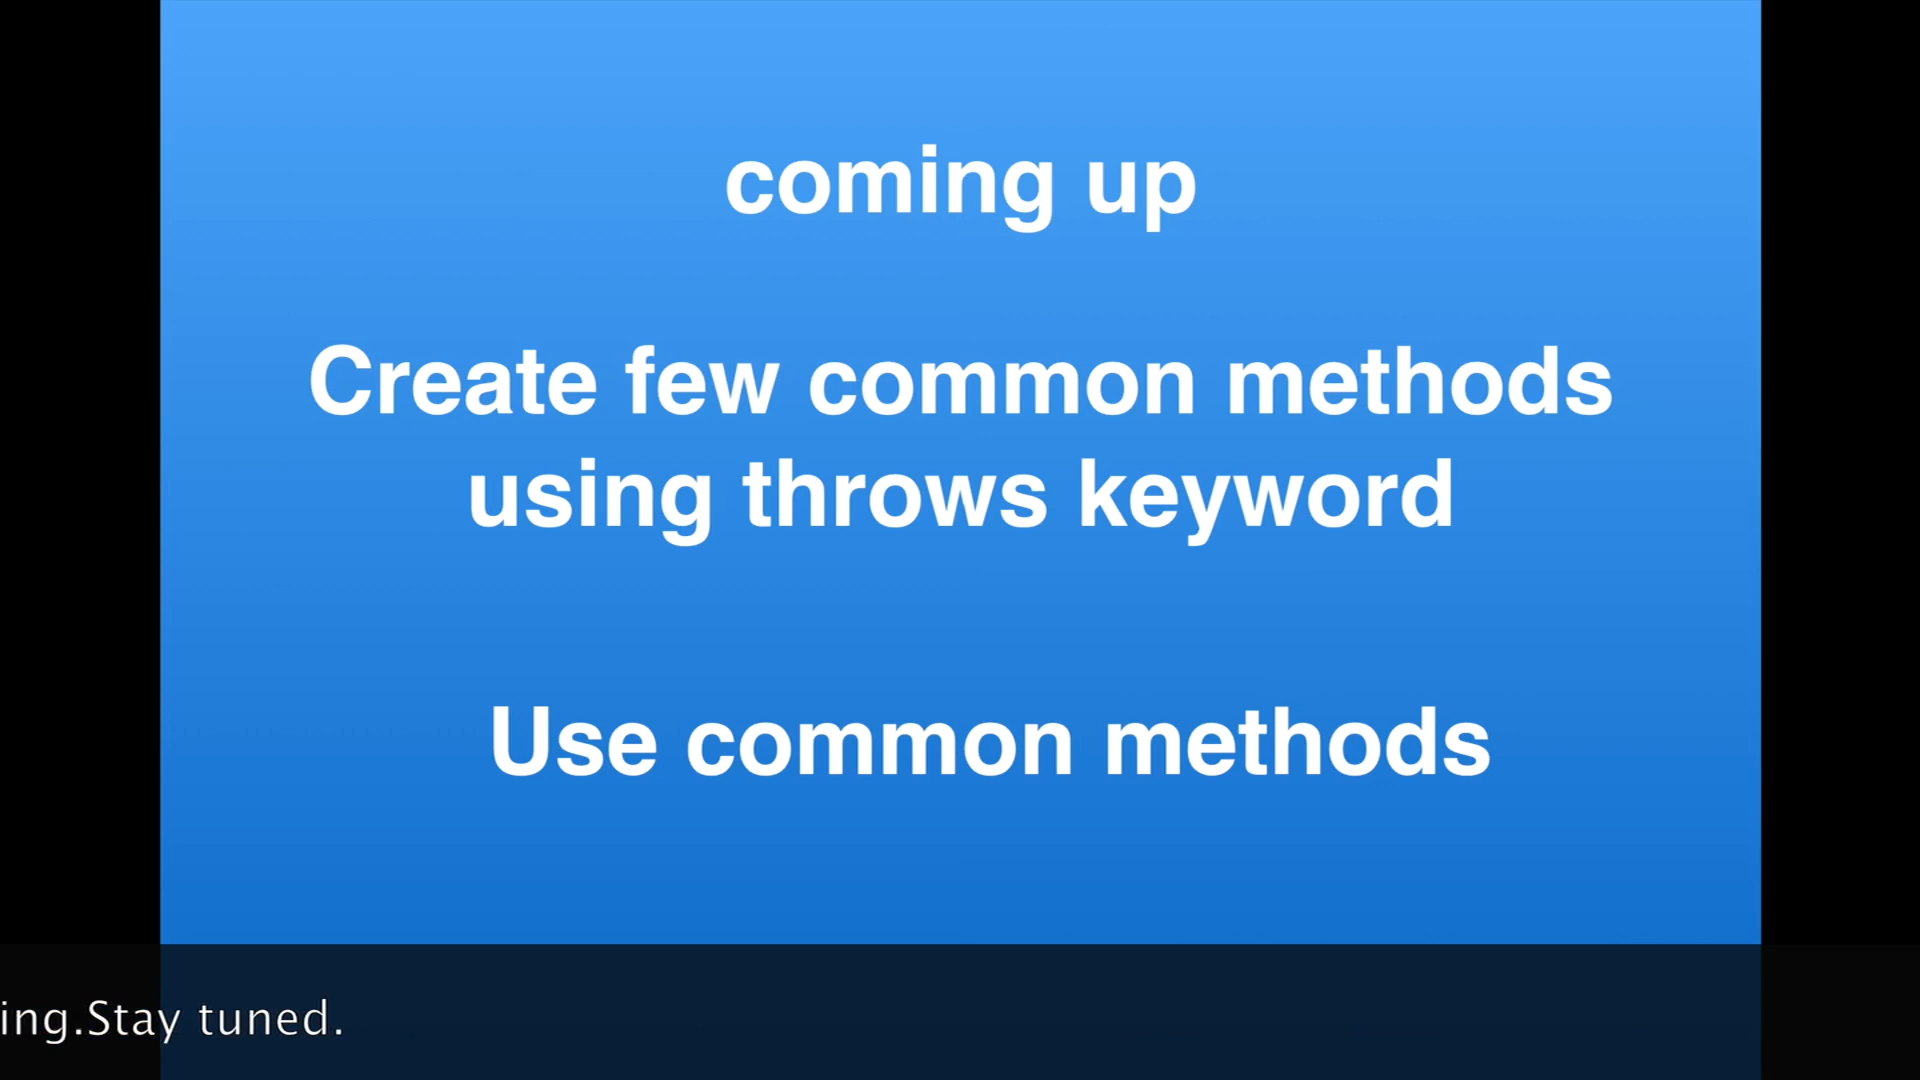 coming up
Create few common methods
using throws keyword
Use common methods
ing.Stay tuned.